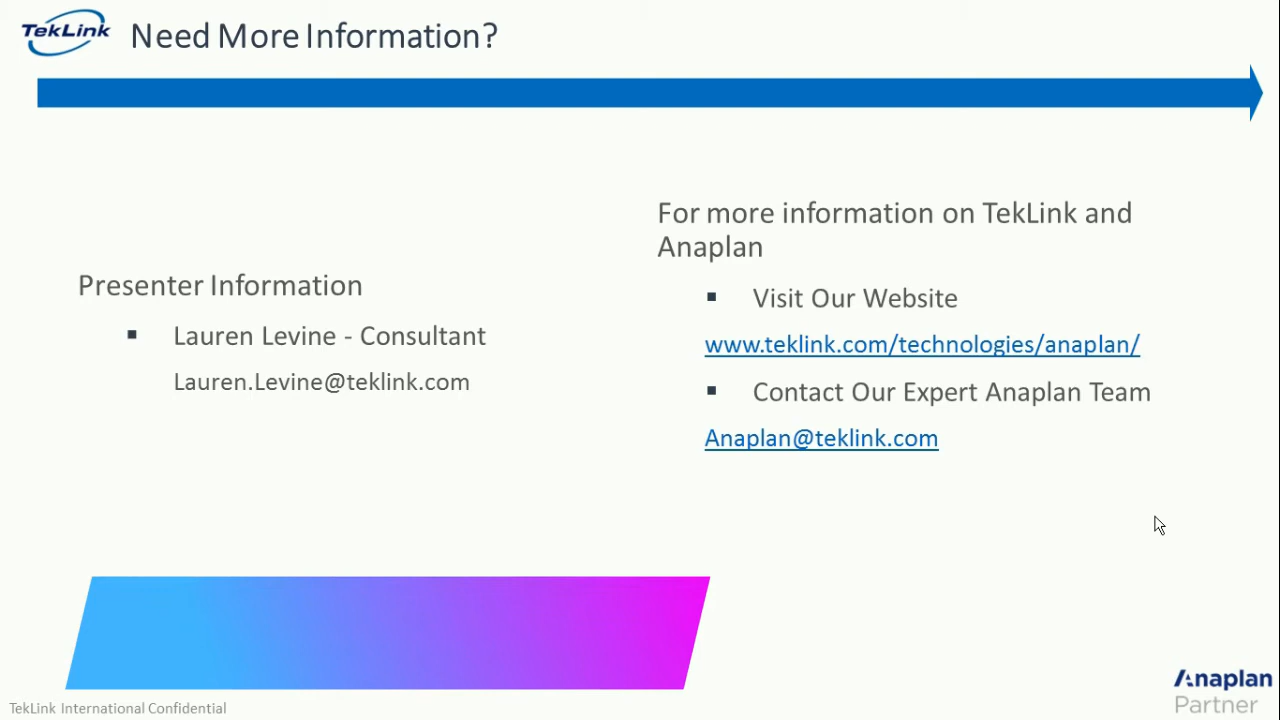 TEKLINK
Need More Information?
Presenter Information
▪ Lauren Levine - Consultant
Lauren.Levine@teklink.com
For more information on TekLink and
Anaplan
▪ Visit Our Website
www.teklink.com/technologies/anaplan/
▪ Contact Our Expert Anaplan Team
Anaplan@teklink.com
TekLink International Confidential
Anaplan
Partner